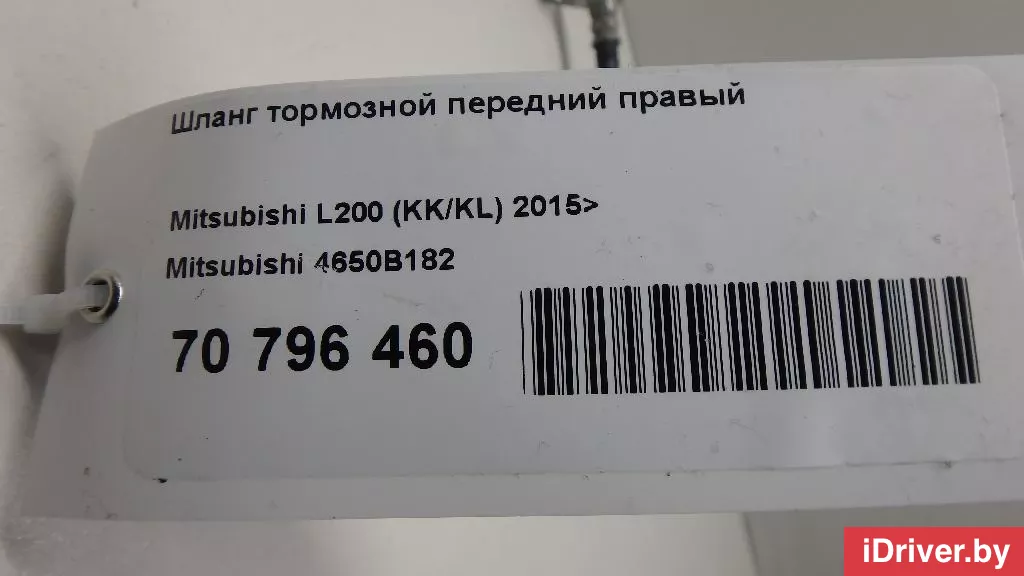 Шланг тормозной передний правый
Mitsubishi L200 (KK/KL) 2015>
Mitsubishi 4650B182
70 796 460
iDriver.by